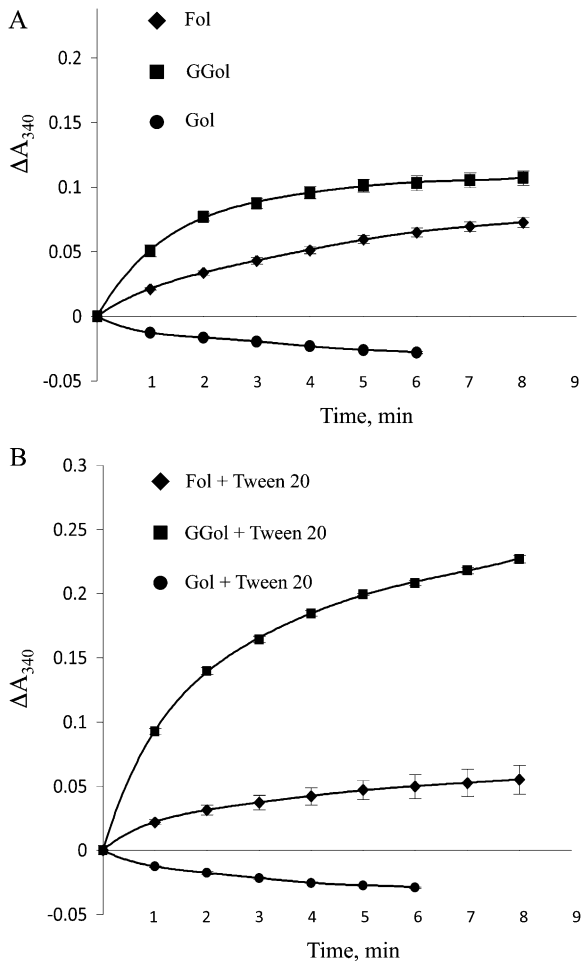 A
Fol
GGol
Gol
ΔA340
0.2
0.15
0.1
0.05
0
-0.05
1 2 3 4 5 6 7 8 9
Time, min
B
Fol + Tween 20
GGol + Tween 20
Gol + Tween 20
ΔA340
0.3
0.25
0.2
0.15
0.1
0.05
0
-0.05
1 2 3 4 5 6 7 8 9
Time, min